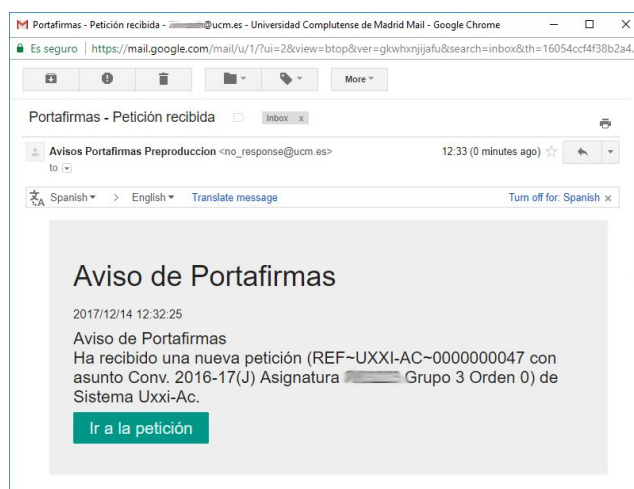 Portafirmas - Petición recibida - @ucm.es - Universidad Complutense de Madrid Mail - Google Chrome
Es seguro | https://mail.google.com/mail/u/1/?ui=2&view=btop&ver=gkwhxnjijafu&search=inbox&th=16054ccf4f38b2a4
More
Portafirmas - Petición recibida Inbox x
Avisos Portafirmas Preproduccion <no_response@ucm.es> 12:33 (0 minutes ago)
to
Spanish > English Translate message Turn off for: Spanish x
Aviso de Portafirmas
2017/12/14 12:32:25
Aviso de Portafirmas
Ha recibido una nueva petición (REF~UXXI-AC~0000000047 con
asunto Conv. 2016-17(J) Asignatura Grupo 3 Orden 0) de
Sistema Uxxi-Ac.
Ir a la petición